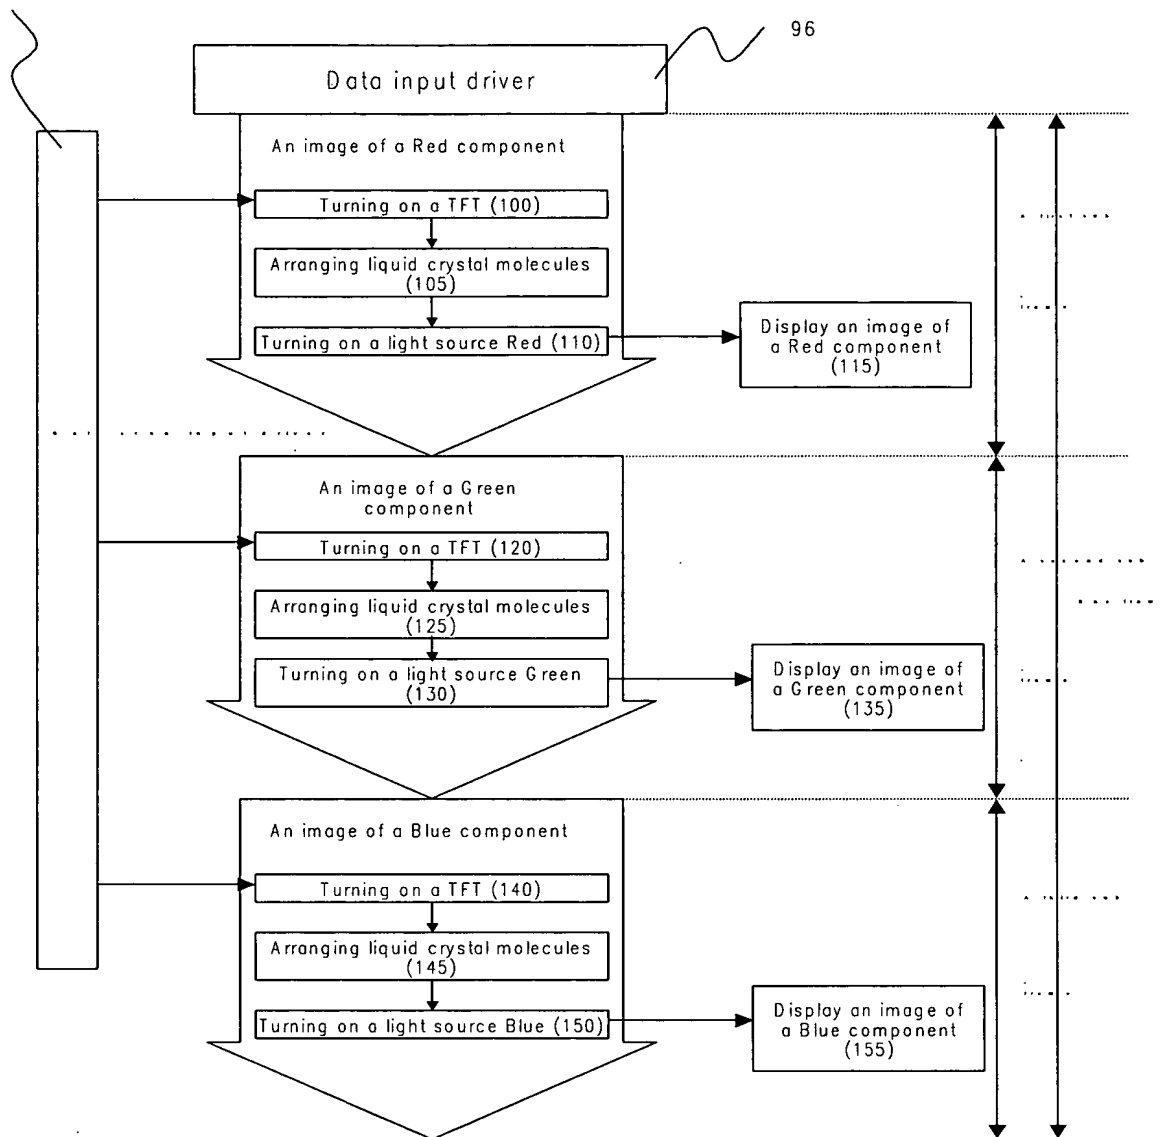 96
Data input driver
An image of a Red component
Turning on a TFT (100)
Arranging liquid crystal molecules
(105)
Turning on a light source Red (110)
Display an image of
a Red component
(115)
An image of a Green
component
Turning on a TFT (120)
Arranging liquid crystal molecules
(125)
Turning on a light source Green
(130)
Display an image of
a Green component
(135)
An image of a Blue component
Turning on a TFT (140)
Arranging liquid crystal molecules
(145)
Turning on a light source Blue (150)
Display an image of
a Blue component
(155)